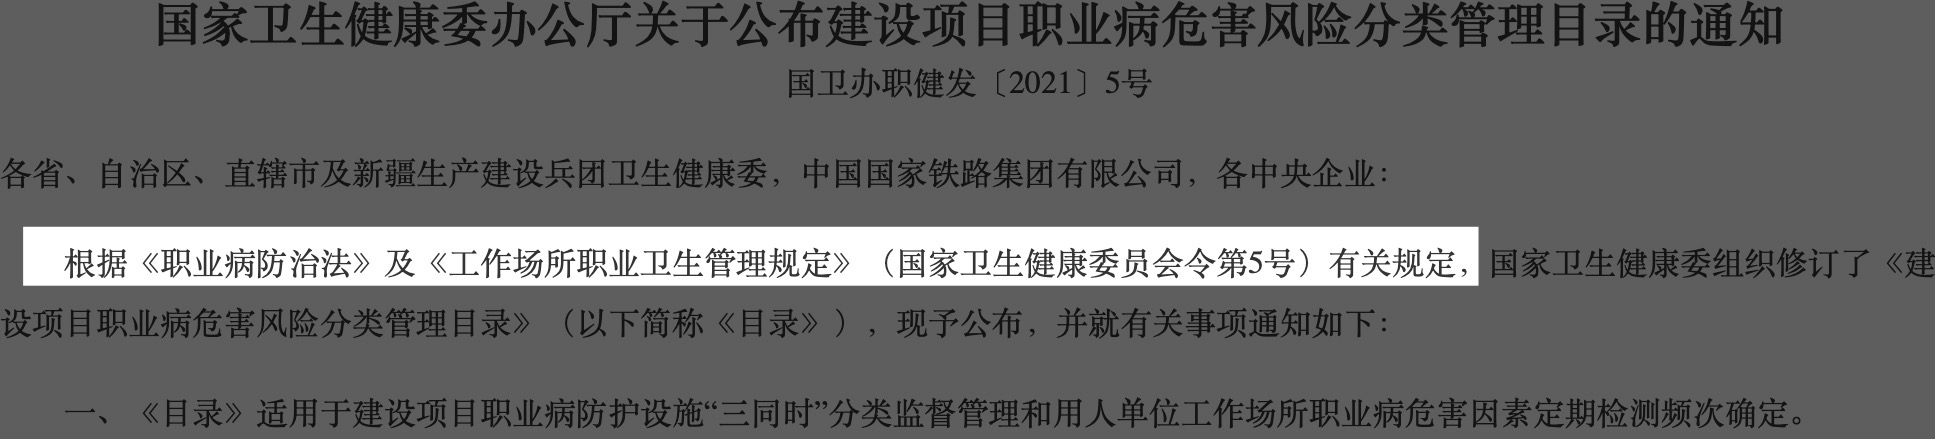 国家卫生健康委办公厅关于公布建设项目职业病危害风险分类管理目录的通知
国卫办职健发〔2021〕5号
各省、自治区、直辖市及新疆生产建设兵团卫生健康委，中国国家铁路集团有限公司，各中央企业：
根据《职业病防治法》及《工作场所职业卫生管理规定》（国家卫生健康委员会令第5号）有关规定，国家卫生健康委组织修订了《建
设项目职业病危害风险分类管理目录》（以下简称《目录》），现予公布，并就有关事项通知如下：
一、《目录》适用于建设项目职业病防护设施“三同时”分类监督管理和用人单位工作场所职业病危害因素定期检测频次确定。